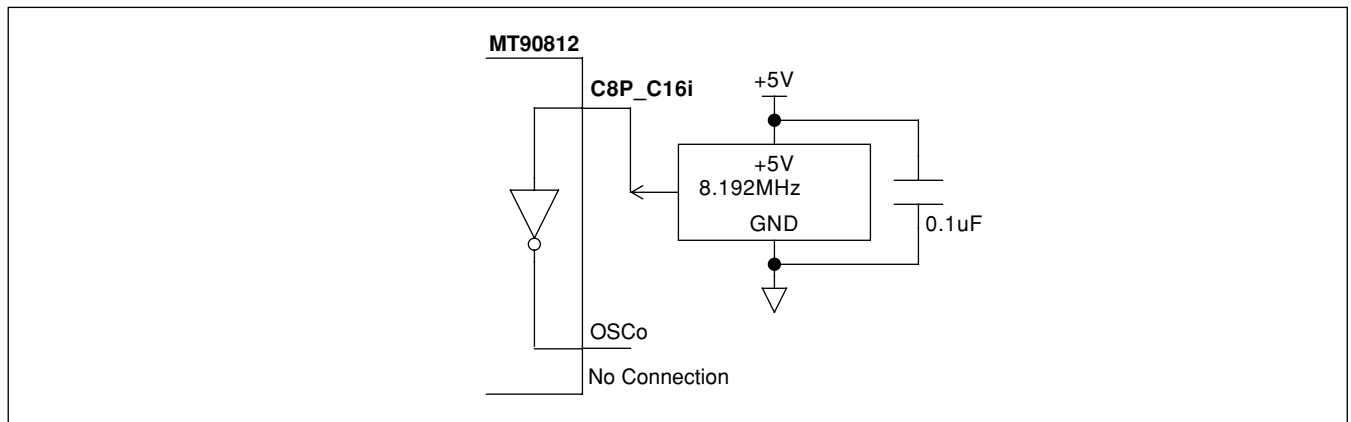 MT90812
C8P_C16i
+5V
+5V
8.192MHz
GND
0.1uF
OSCo
No Connection